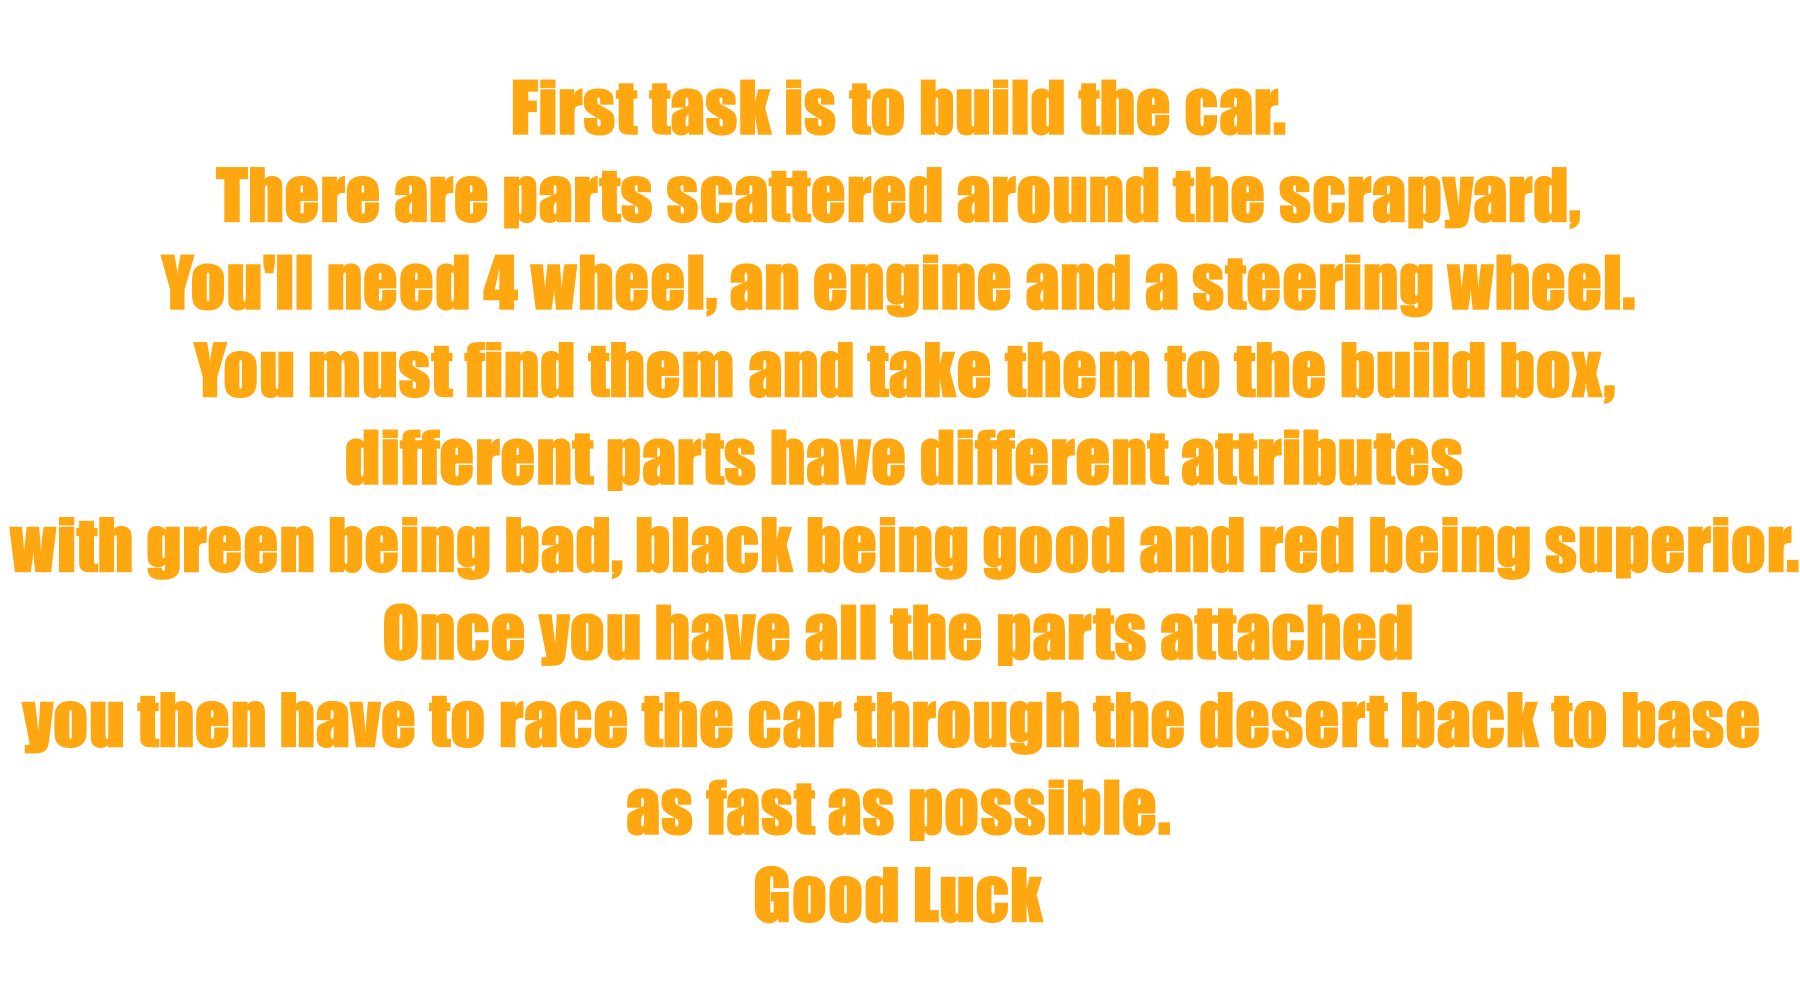 First task is to build the car.
There are parts scattered around the scrapyard,
You'll need 4 wheel, an engine and a steering wheel.
You must find them and take them to the build box,
different parts have different attributes
with green being bad, black being good and red being superior.
Once you have all the parts attached
you then have to race the car through the desert back to base
as fast as possible.
Good Luck